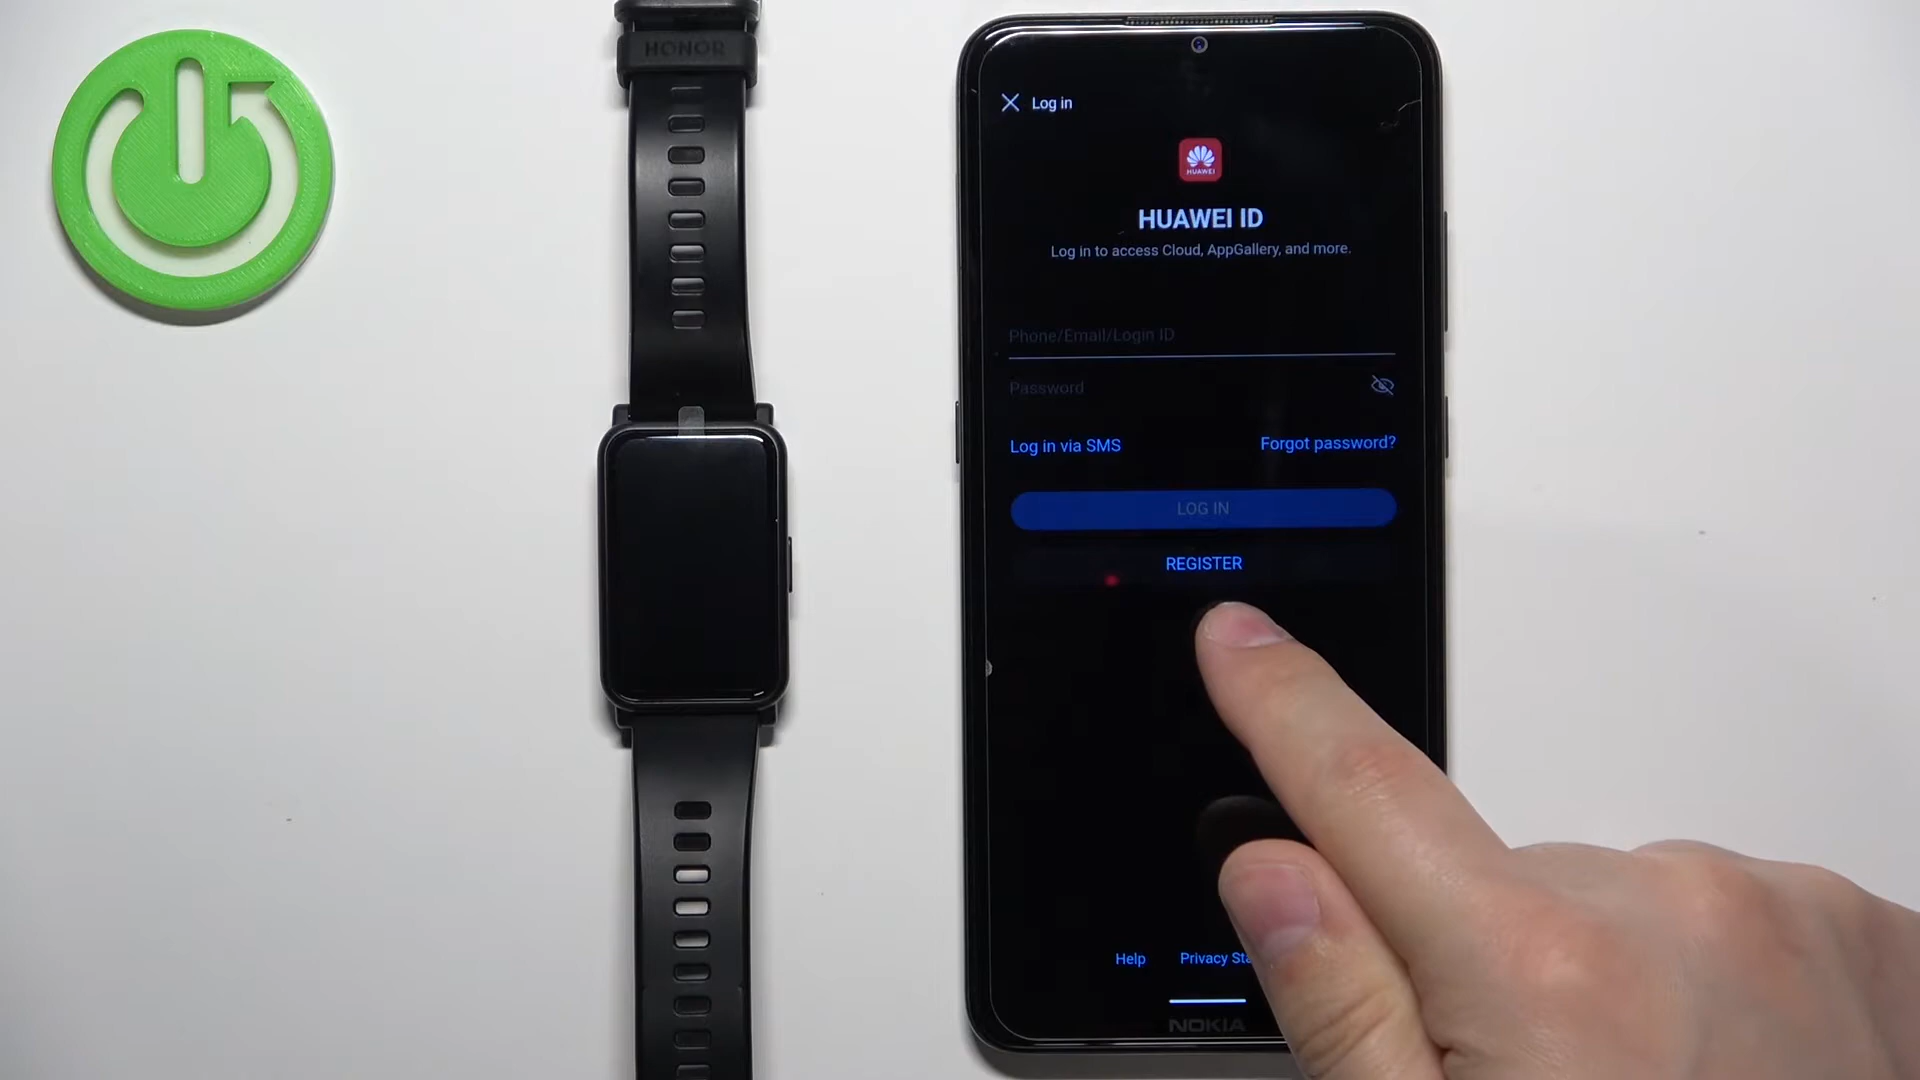 HONOR
Log in
HUAWEI
HUAWEI ID
Log in to access Cloud, AppGallery, and more.
Phone/Email/Login ID
Password
Log in via SMS
Forgot password?
LOG IN
REGISTER
Help
Privacy
NOKIA